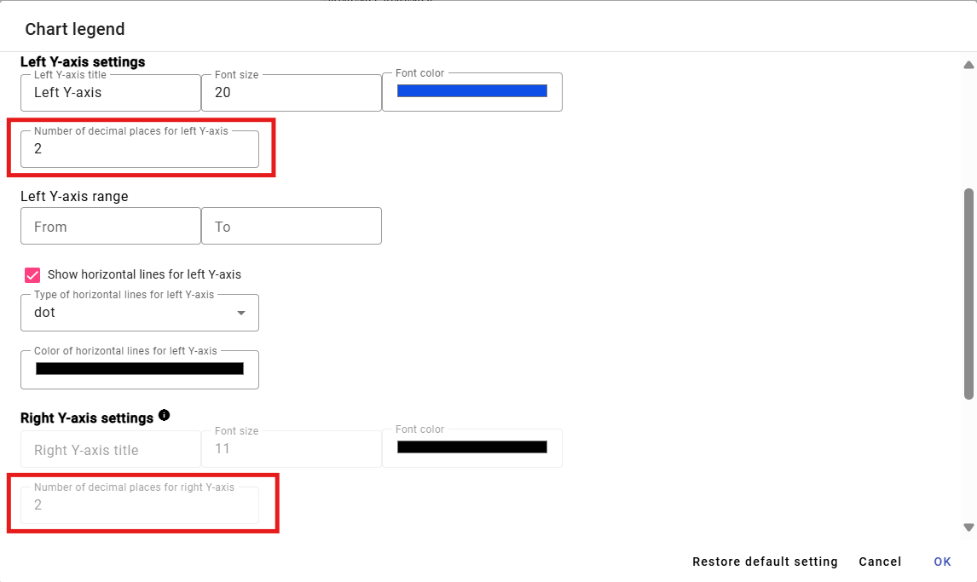 Chart legend
Left Y-axis settings
Left Y-axis title
Font size
Font color
Left Y-axis
20
Number of decimal places for left Y-axis
2
Left Y-axis range
From
To
Show horizontal lines for left Y-axis
Type of horizontal lines for left Y-axis
dot
Color of horizontal lines for left Y-axis
Right Y-axis settings
Font size
Font color
Right Y-axis title
11
Number of decimal places for right Y-axis
2
Restore default setting
Cancel
OK